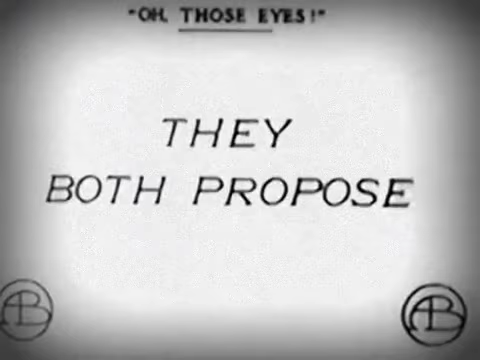 "OH, THOSE EYES!"
THEY
BOTH PROPOSE
AB AB